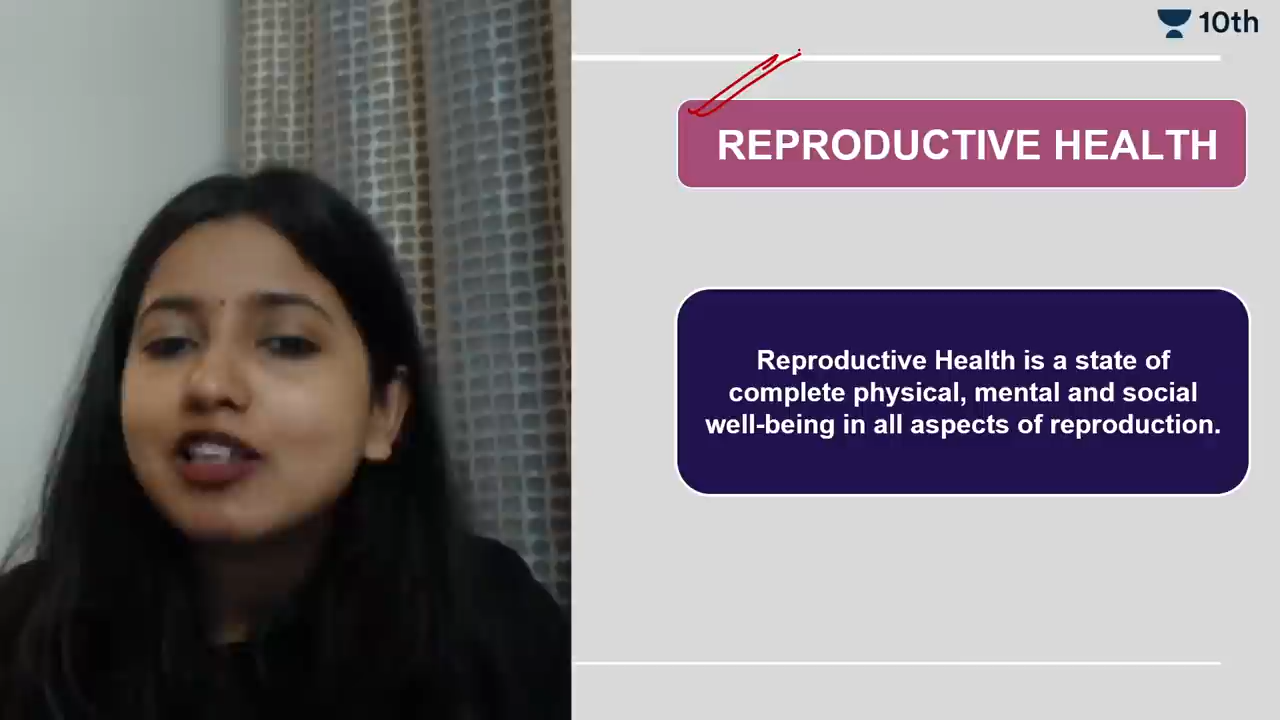 10th
REPRODUCTIVE HEALTH
Reproductive Health is a state of
complete physical, mental and social
well-being in all aspects of reproduction.